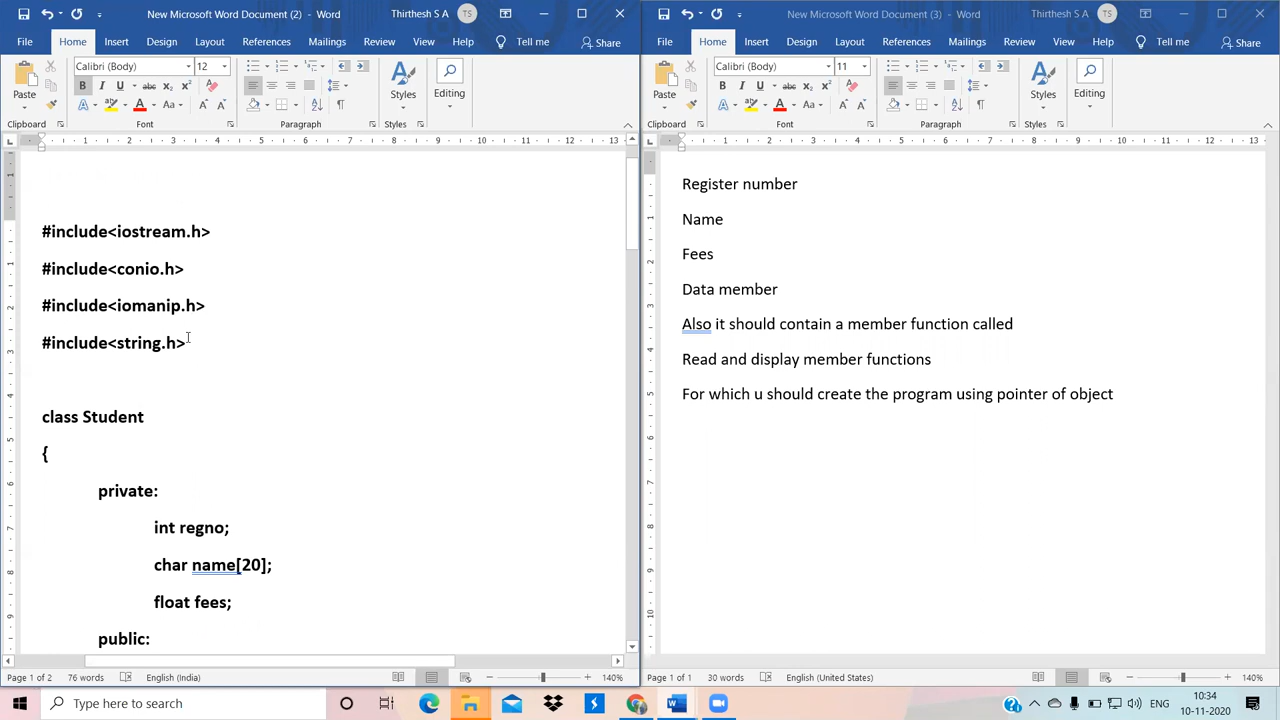 New Microsoft Word Document (2) - Word
Thirthesh S A
TS
File
Home
Insert
Design
Layout
References
Mailings
Review
View
Help
Tell me
Share
Paste
Calibri (Body)
12
Styles
Editing
Clipboard
Font
Paragraph
Styles
#include<iostream.h>
#include<conio.h>
#include<iomanip.h>
#include<string.h>
class Student
{
private:
int regno;
char name[20];
float fees;
public:
Page 1 of 2
76 words
English (India)
140%
New Microsoft Word Document (3) - Word
Thirthesh S A
TS
File
Home
Insert
Design
Layout
References
Mailings
Review
View
Help
Tell me
Share
Paste
Calibri (Body)
11
Styles
Editing
Clipboard
Font
Paragraph
Styles
Register number
Name
Fees
Data member
Also it should contain a member function called
Read and display member functions
For which u should create the program using pointer of object
Page 1 of 1
30 words
English (United States)
140%
Type here to search
ENG
10:34
10-11-2020